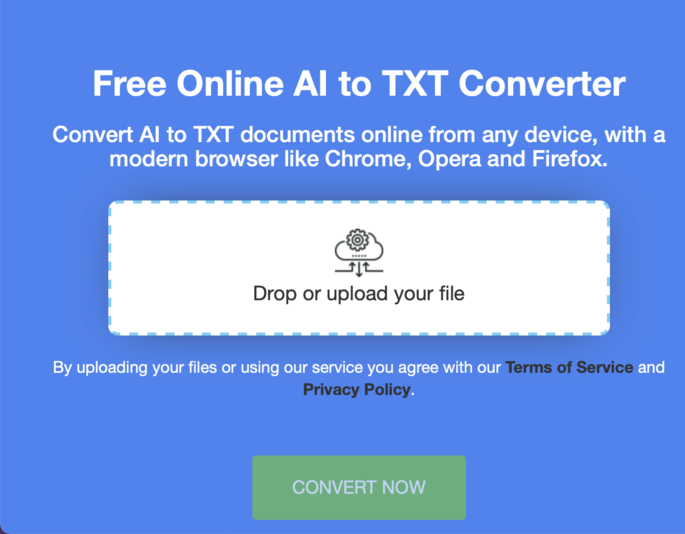 Free Online AI to TXT Converter
Convert AI to TXT documents online from any device, with a
modern browser like Chrome, Opera and Firefox.
Drop or upload your file
By uploading your files or using our service you agree with our Terms of Service and
Privacy Policy.
CONVERT NOW